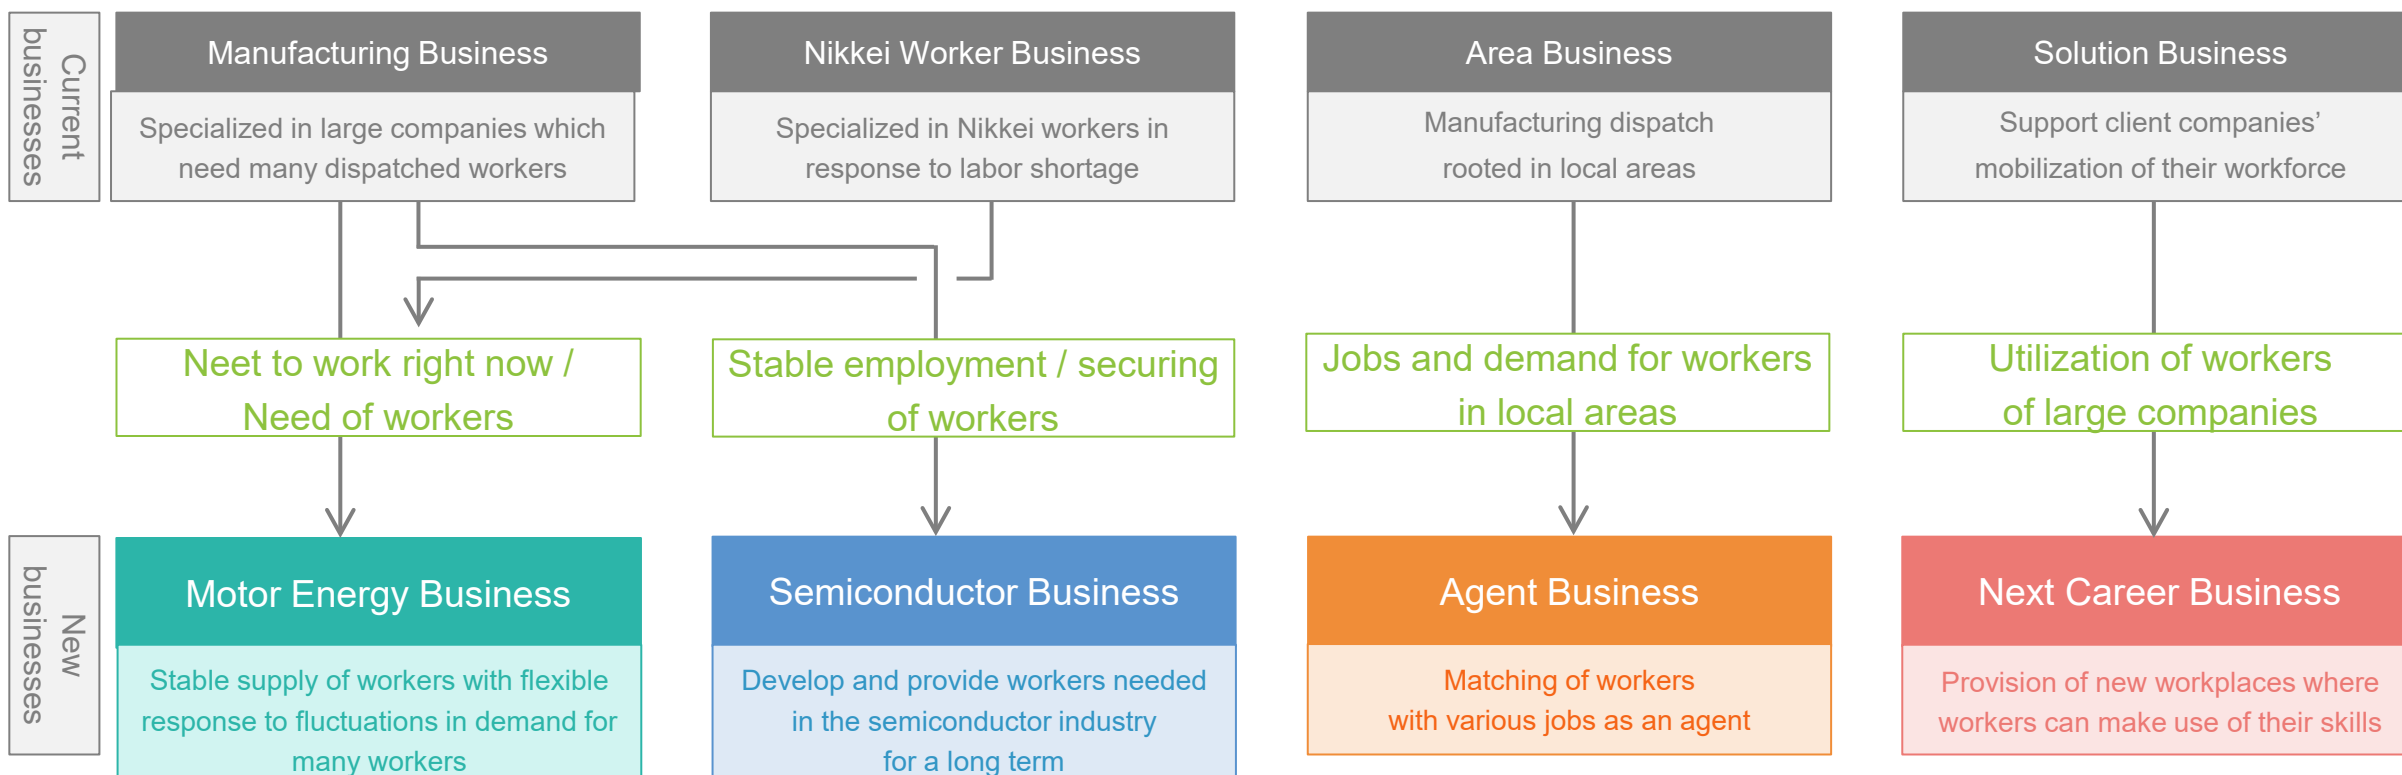 Current
businesses
Manufacturing Business
Specialized in large companies which
need many dispatched workers
Nikkei Worker Business
Specialized in Nikkei workers in
response to labor shortage
Area Business
Manufacturing dispatch
rooted in local areas
Solution Business
Support client companies’
mobilization of their workforce
Neet to work right now /
Need of workers
Stable employment / securing
of workers
Jobs and demand for workers
in local areas
Utilization of workers
of large companies
New
businesses
Motor Energy Business
Stable supply of workers with flexible
response to fluctuations in demand for
many workers
Semiconductor Business
Develop and provide workers needed
in the semiconductor industry
for a long term
Agent Business
Matching of workers
with various jobs as an agent
Next Career Business
Provision of new workplaces where
workers can make use of their skills